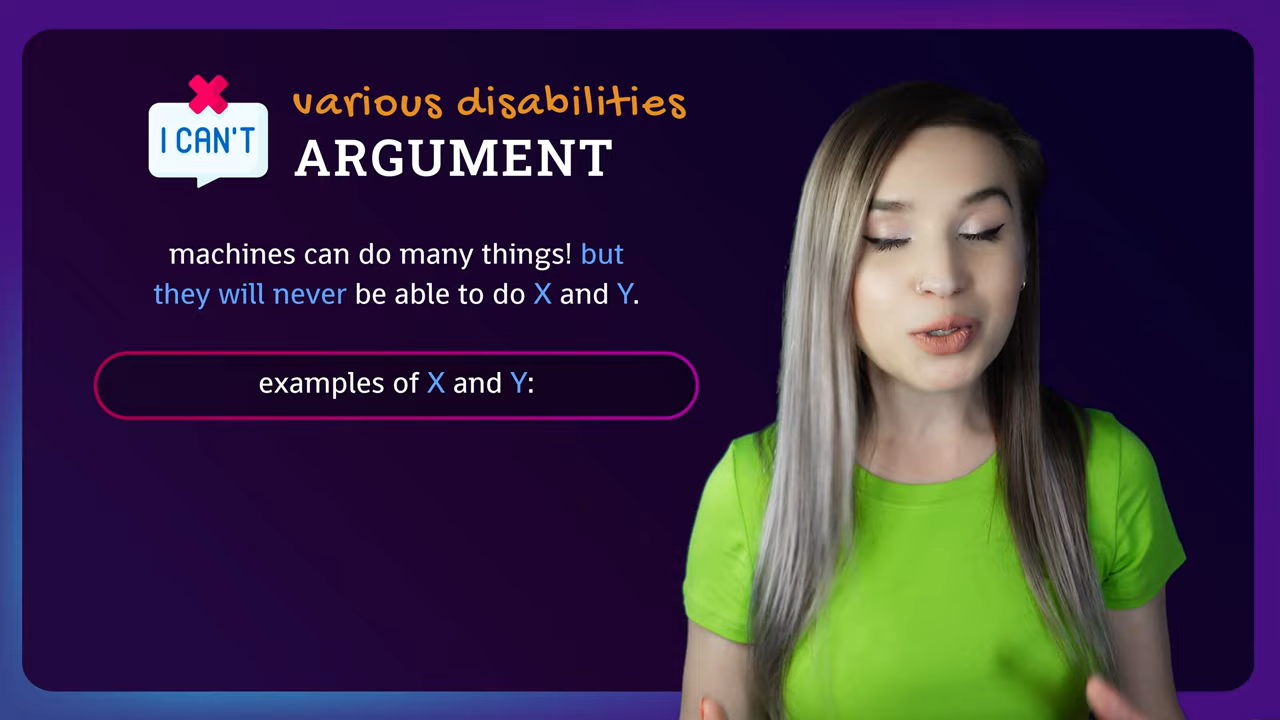 I CAN'T
various disabilities
ARGUMENT
machines can do many things! but
they will never be able to do X and Y.
examples of X and Y: